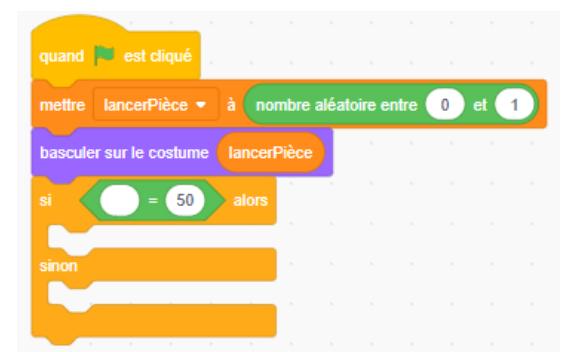 quand est cliqué
mettre lancerPièce à nombre aléatoire entre 0 et 1
basculer sur le costume lancerPièce
si = 50 alors
sinon